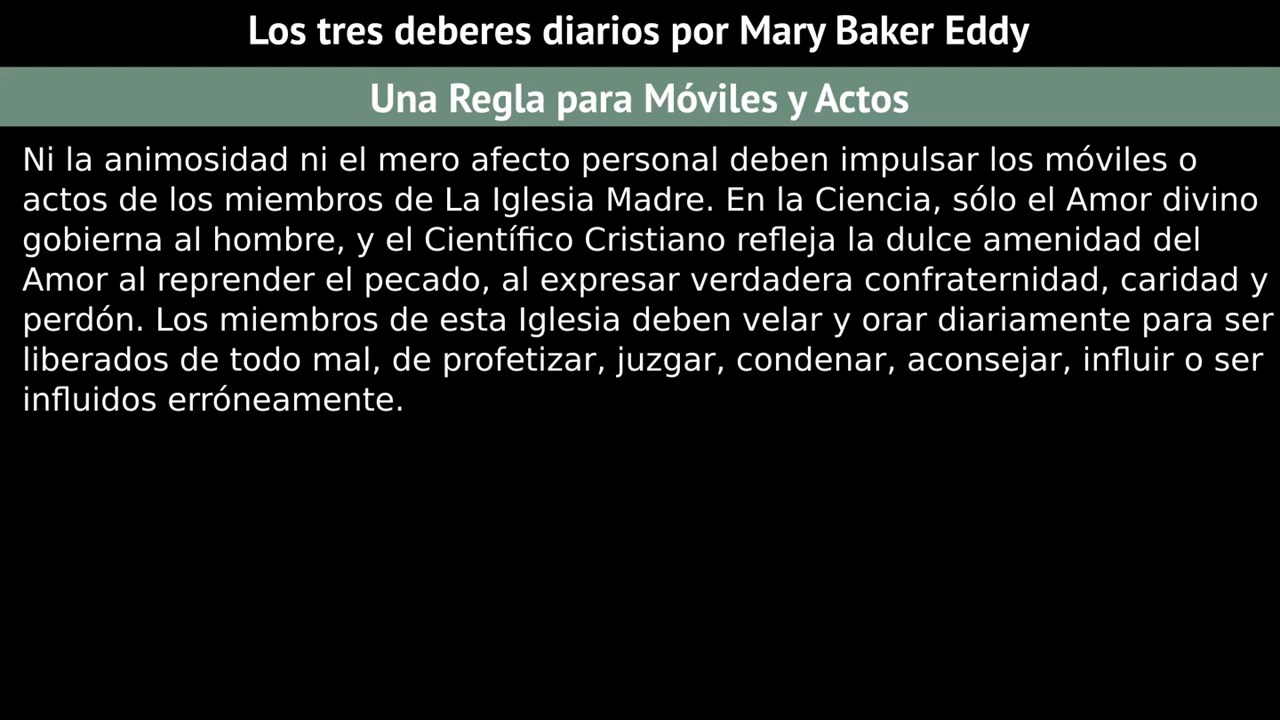 Los tres deberes diarios por Mary Baker Eddy
Una Regla para Móviles y Actos
Ni la animosidad ni el mero afecto personal deben impulsar los móviles o
actos de los miembros de La Iglesia Madre. En la Ciencia, sólo el Amor divino
gobierna al hombre, y el Científico Cristiano refleja la dulce amenidad del
Amor al reprender el pecado, al expresar verdadera confraternidad, caridad y
perdón. Los miembros de esta Iglesia deben velar y orar diariamente para ser
liberados de todo mal, de profetizar, juzgar, condenar, aconsejar, influir o ser
influidos erróneamente.